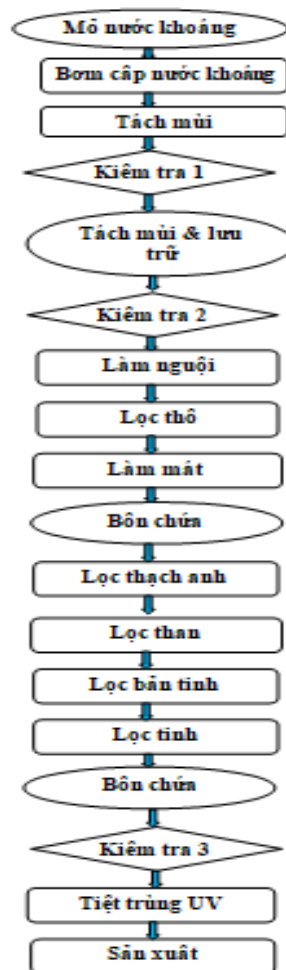 Mỏ nước khoáng
Bơm cấp nước khoáng
Tách mùi
Kiểm tra 1
Tách mùi & lưu
trữ
Kiểm tra 2
Làm nguội
Lọc thô
Làm mát
Bồn chứa
Lọc thạch anh
Lọc than
Lọc bán tinh
Lọc tinh
Bồn chứa
Kiểm tra 3
Tiệt trùng UV
Sản xuất